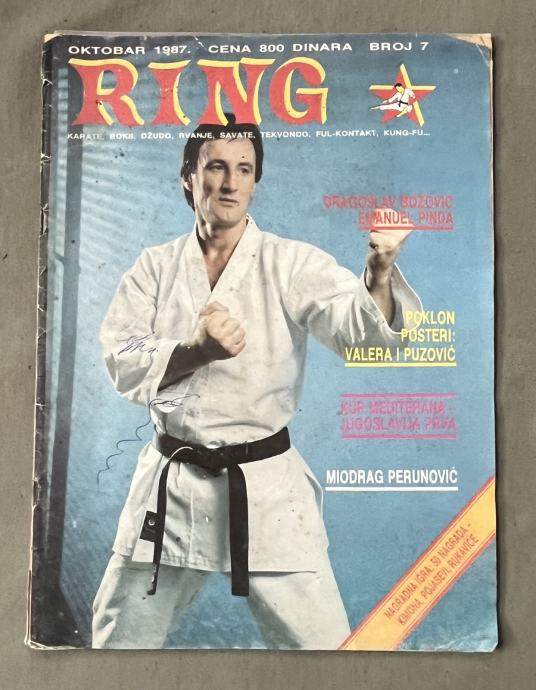 OKTOBAR 1987. CENA 800 DINARA BROJ 7
RING
KARATE, BOKS, DŽUDO, RVANJE, SAVATE, TEKVONDO, FUL-KONTAKT, KUNG-FU...
DRAGOSLAV BOŽOVIĆ
EMANUEL PINDA
POKLON
POSTERI:
VALERA I PUZOVIĆ
KUP MEDITERANA -
JUGOSLAVIJA PRVA
MIODRAG PERUNOVIĆ
NAGRADNA IGRA, 50 NAGRADA -
KIMONA, POJASEVI, RUKAVICE